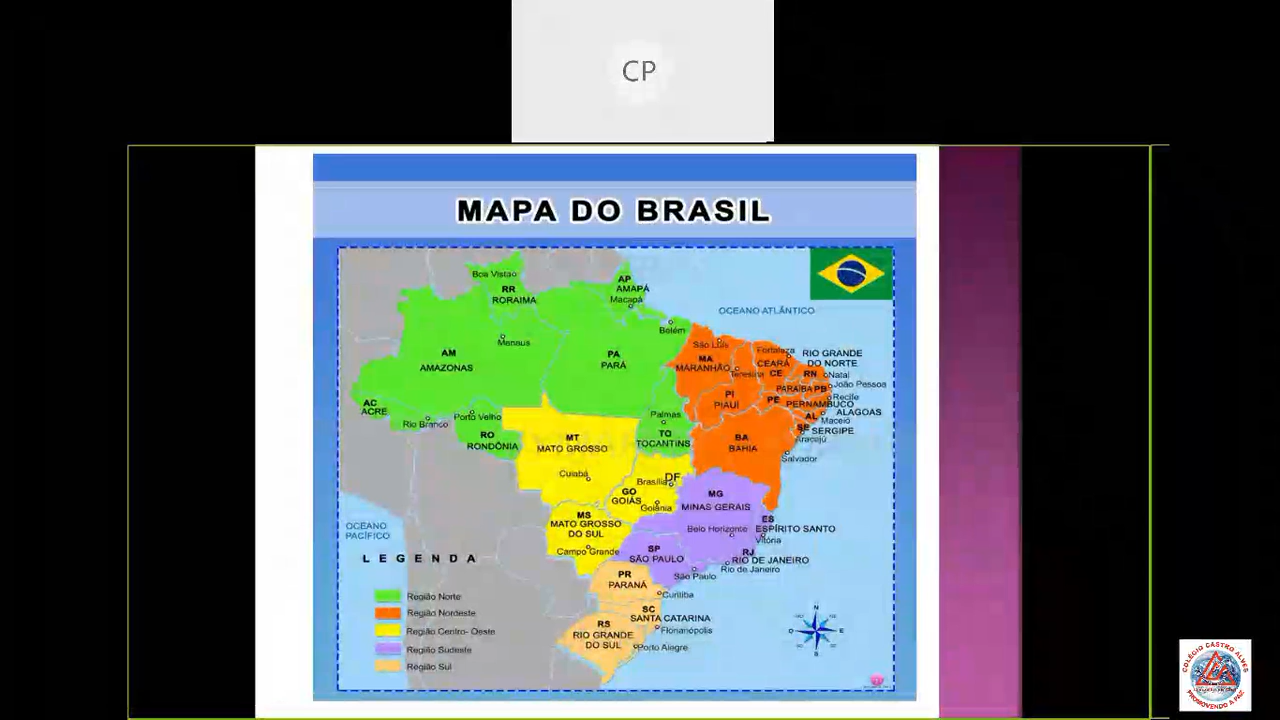 CP
MAPA DO BRASIL
Boa Vista
RR
RORAIMA
AP
AMAPÁ
Macapá
OCEANO ATLÂNTICO
Belém
Manaus
AM
AMAZONAS
PA
PARÁ
São Luís
MA
MARANHÃO
Teresina
Fortaleza
CEARÁ
CE
RIO GRANDE
DO NORTE
RN
Natal
João Pessoa
PARAÍBA PB
Recife
PE
PERNAMBUCO
PI
PIAUÍ
AL
ALAGOAS
Maceió
SE
SERGIPE
Aracajú
AC
ACRE
Rio Branco
Porto Velho
RO
RONDÔNIA
Palmas
TO
TOCANTINS
BA
BAHIA
Salvador
MT
MATO GROSSO
Cuiabá
Brasília
DF
GO
GOIÁS
Goiânia
MG
MINAS GERAIS
Belo Horizonte
ES
ESPÍRITO SANTO
Vitória
MS
MATO GROSSO
DO SUL
Campo Grande
SP
SÃO PAULO
São Paulo
RJ
RIO DE JANEIRO
Rio de Janeiro
OCEANO
PACÍFICO
PR
PARANÁ
Curitiba
SC
SANTA CATARINA
Florianópolis
RS
RIO GRANDE
DO SUL
Porto Alegre
LEGENDA
Região Norte
Região Nordeste
Região Centro- Oeste
Região Sudeste
Região Sul
N
O
E
S
COLÉGIO CASTRO ALVES
PROMOVENDO A PAZ